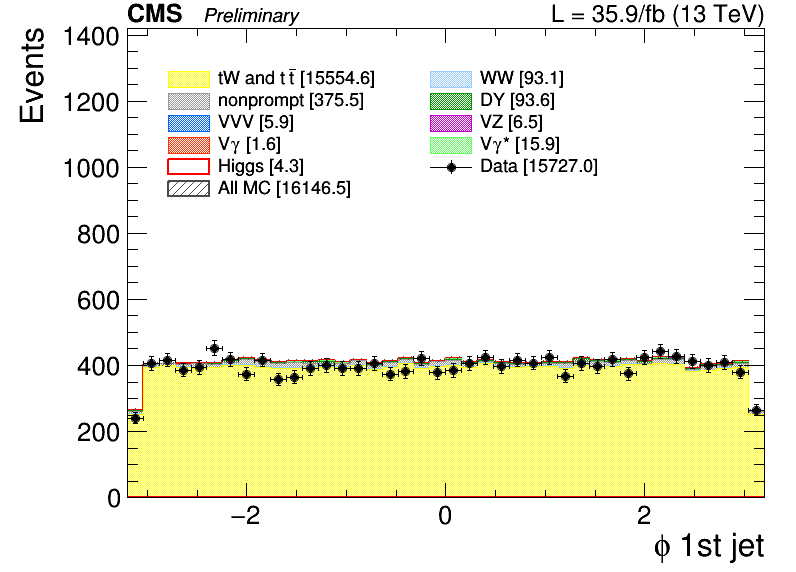 CMS Preliminary L = 35.9/fb (13 TeV)
Events
1400
1200
1000
800
600
400
200
0
tW and t t̄ [15554.6]
nonprompt [375.5]
VVV [5.9]
Vγ [1.6]
Higgs [4.3]
All MC [16146.5]
WW [93.1]
DY [93.6]
VZ [6.5]
Vγ* [15.9]
Data [15727.0]
−2 0 2
ϕ 1st jet